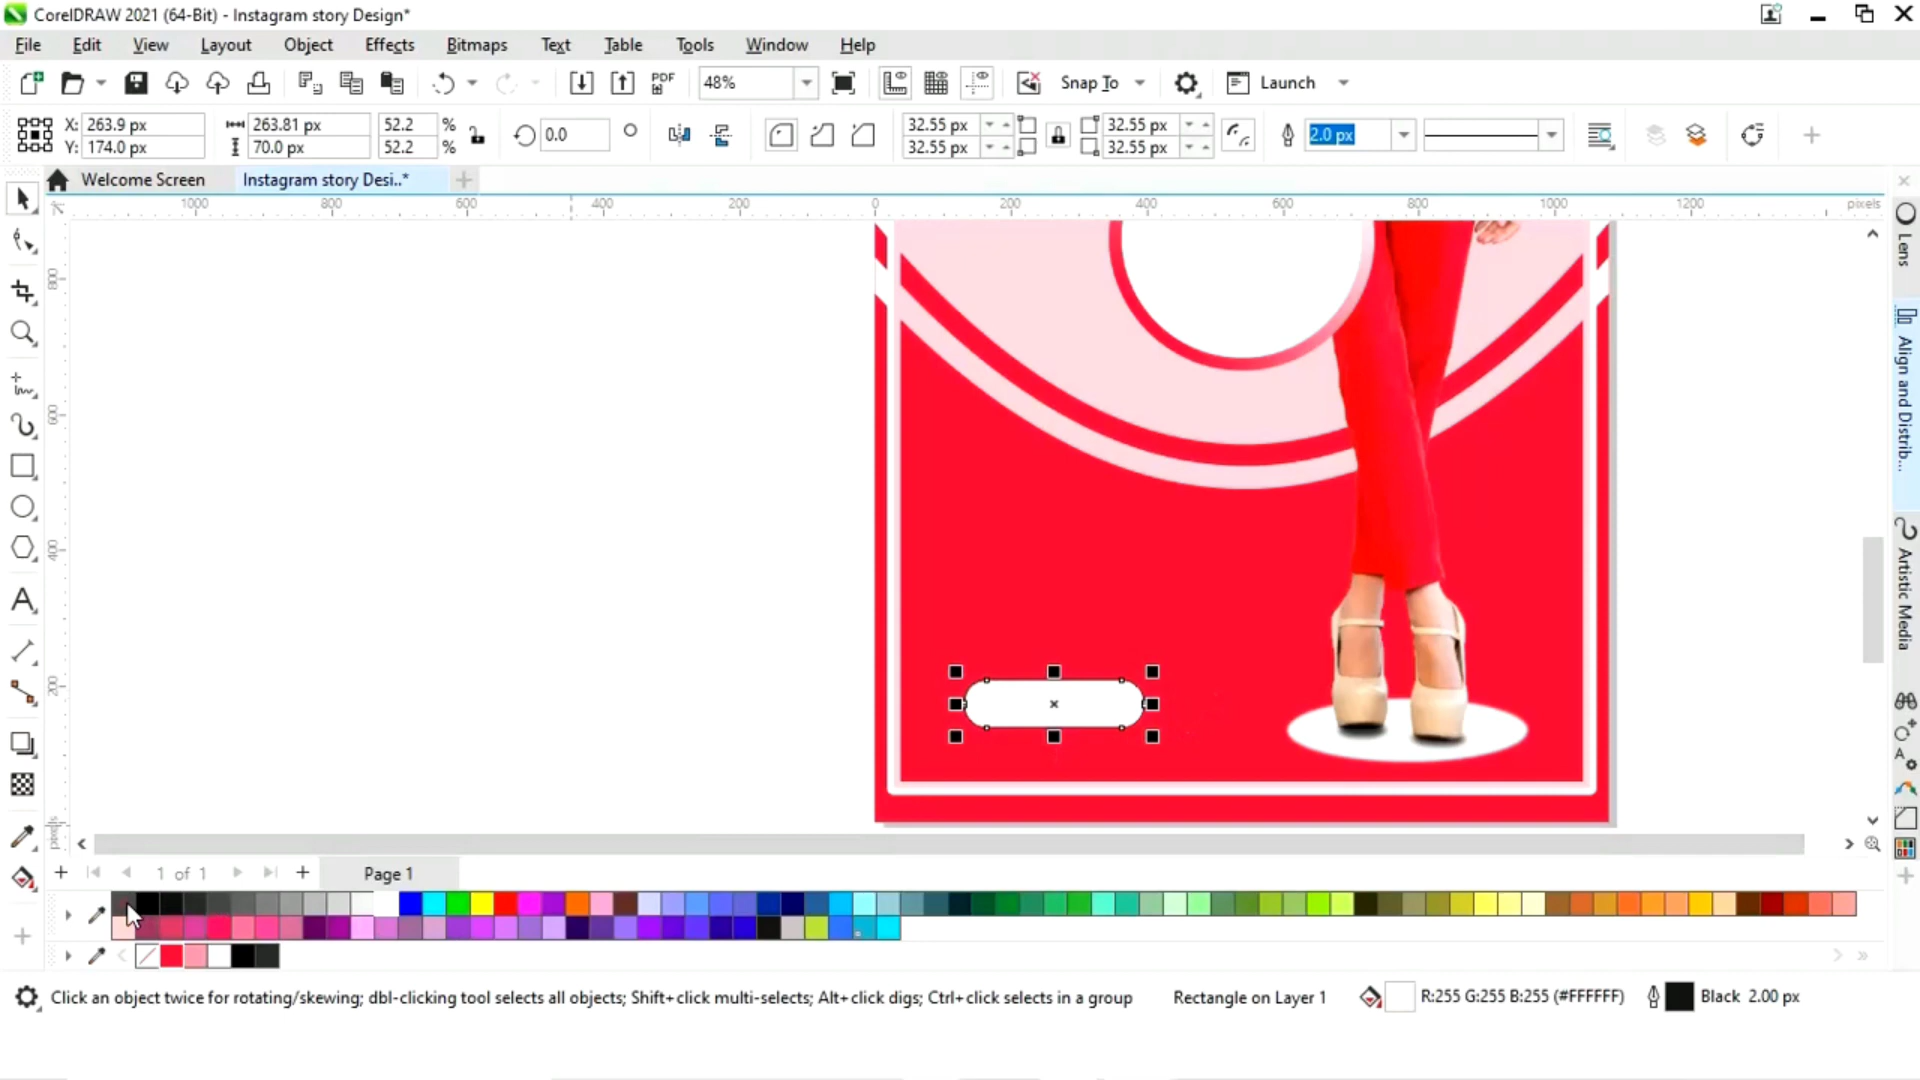 CorelDRAW 2021 (64-Bit) - Instagram story Design*
File Edit View Layout Object Effects Bitmaps Text Table Tools Window Help
PDF 48% Snap To Launch
X: 263.9 px 263.81 px 52.2 % 0.0 32.55 px 32.55 px 2.0 px
Y: 174.0 px 70.0 px 52.2 % 32.55 px 32.55 px
Welcome Screen Instagram story Desi..*
1000 800 600 400 200 0 200 400 600 800 1000 1200 pixels
800
600
400
200
Lens
Align and Distrib...
Artistic Media
1 of 1 Page 1
Click an object twice for rotating/skewing; dbl-clicking tool selects all objects; Shift+click multi-selects; Alt+click digs; Ctrl+click selects in a group Rectangle on Layer 1 R:255 G:255 B:255 (#FFFFFF) Black 2.00 px